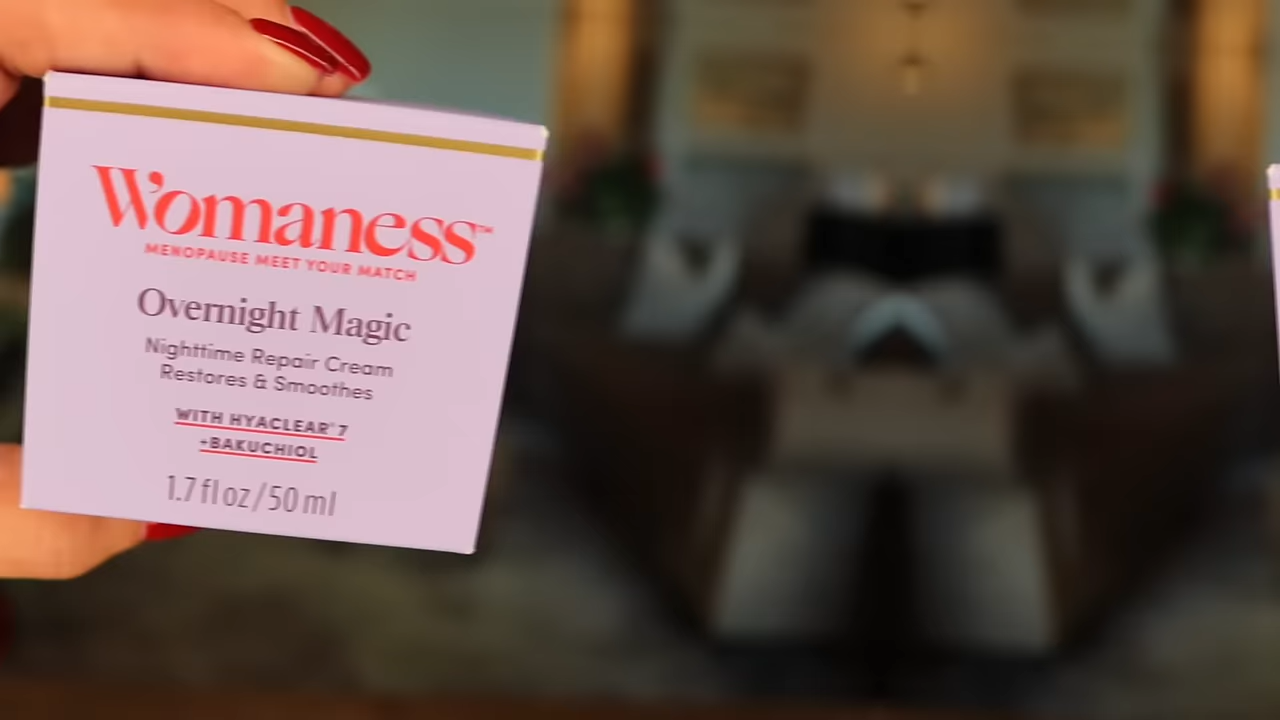 Womaness™
MENOPAUSE MEET YOUR MATCH
Overnight Magic
Nighttime Repair Cream
Restores & Smoothes
WITH HYACLEAR® 7
+BAKUCHIOL
1.7 fl oz/50 ml